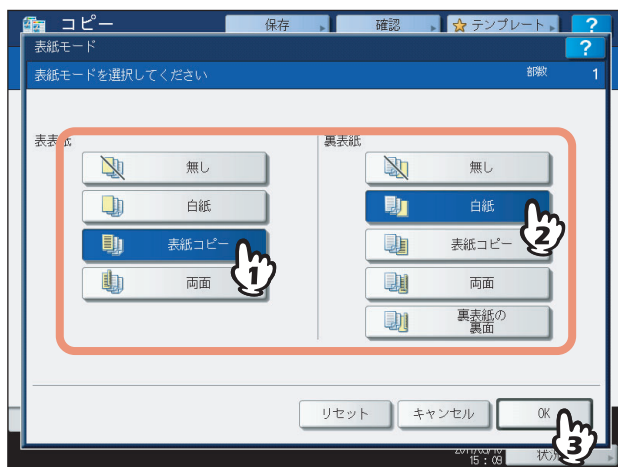 コピー 保存 確認 テンプレート ?
表紙モード ?
表紙モードを選択してください 部数 1
表表紙 裏表紙
無し 無し
白紙 白紙
表紙コピー 表紙コピー
両面 両面
裏表紙の
裏面
1
2
リセット キャンセル OK
3
15:09